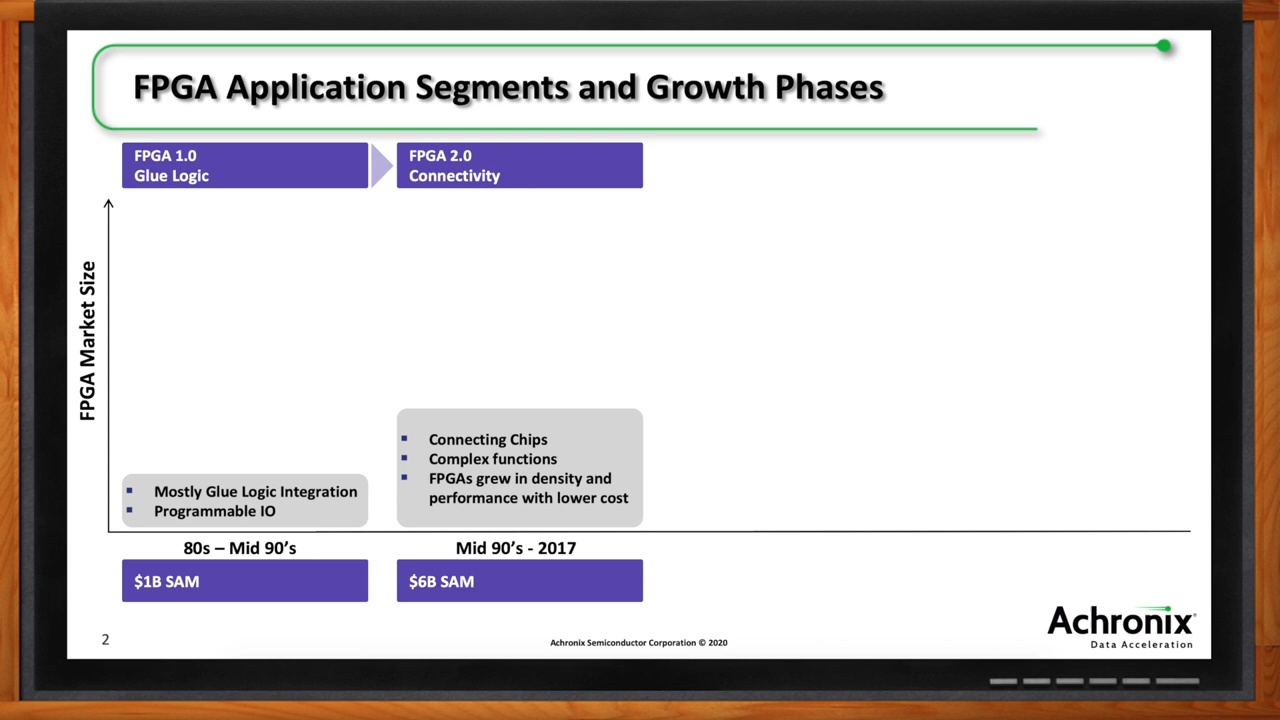 FPGA Application Segments and Growth Phases
FPGA 1.0
Glue Logic
FPGA 2.0
Connectivity
FPGA Market Size
Mostly Glue Logic Integration
Programmable IO
Connecting Chips
Complex functions
FPGAs grew in density and
performance with lower cost
80s – Mid 90’s
Mid 90’s - 2017
$1B SAM
$6B SAM
2
Achronix Semiconductor Corporation © 2020
Achronix®
Data Acceleration